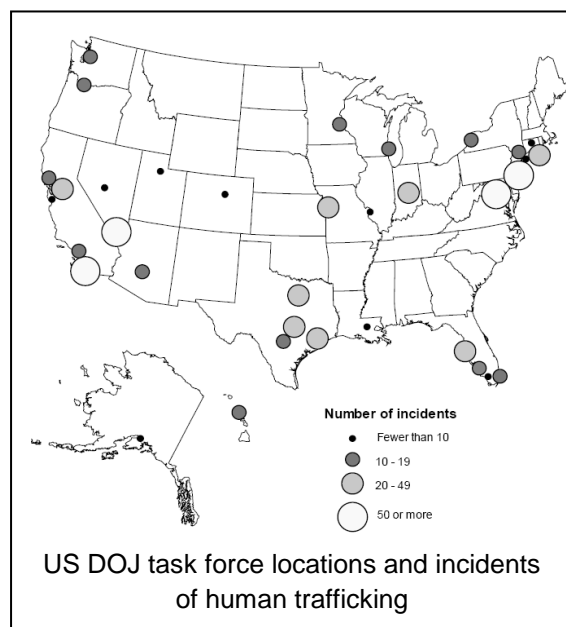 Number of incidents
Fewer than 10
10 - 19
20 - 49
50 or more
US DOJ task force locations and incidents
of human trafficking